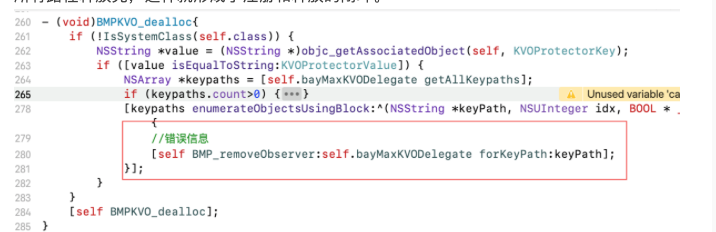 260 - (void)BMPKVO_dealloc{
261 if (!IsSystemClass(self.class)) {
262 NSString *value = (NSString *)objc_getAssociatedObject(self, KVOProtectorKey);
263 if ([value isEqualToString:KVOProtectorValue]) {
264 NSArray *keypaths = [self.bayMaxKVODelegate getAllKeypaths];
265 if (keypaths.count>0) {•••} Unused variable 'ca
278 [keypaths enumerateObjectsUsingBlock:^(NSString *keyPath, NSUInteger idx, BOOL *
{
279 //错误信息
280 [self BMP_removeObserver:self.bayMaxKVODelegate forKeyPath:keyPath];
281 }];
282 }
283 }
284 [self BMPKVO_dealloc];
285 }